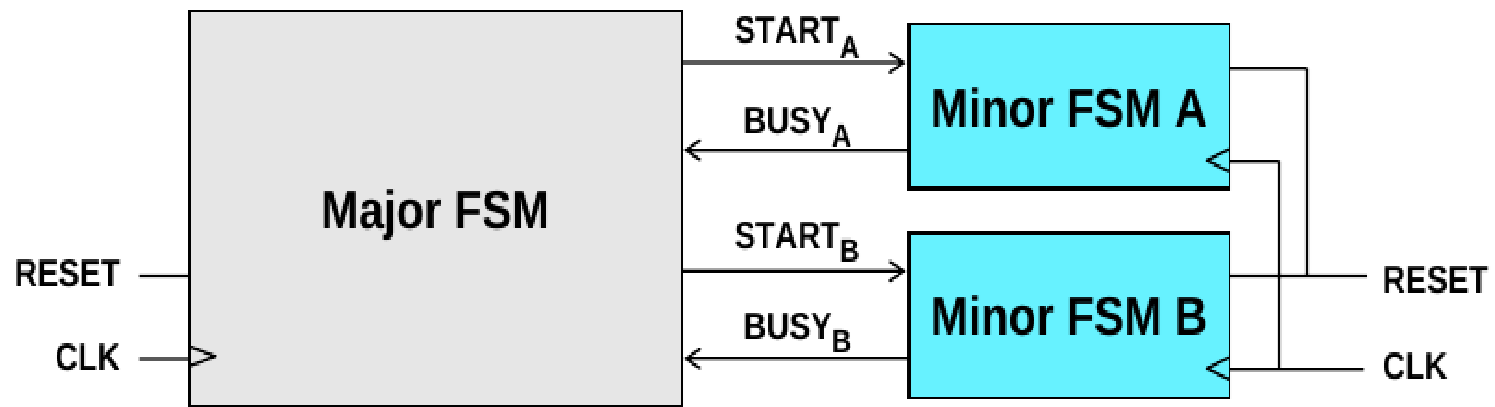 START_A
BUSY_A
Minor FSM A
Major FSM
START_B
BUSY_B
Minor FSM B
RESET
CLK
RESET
CLK